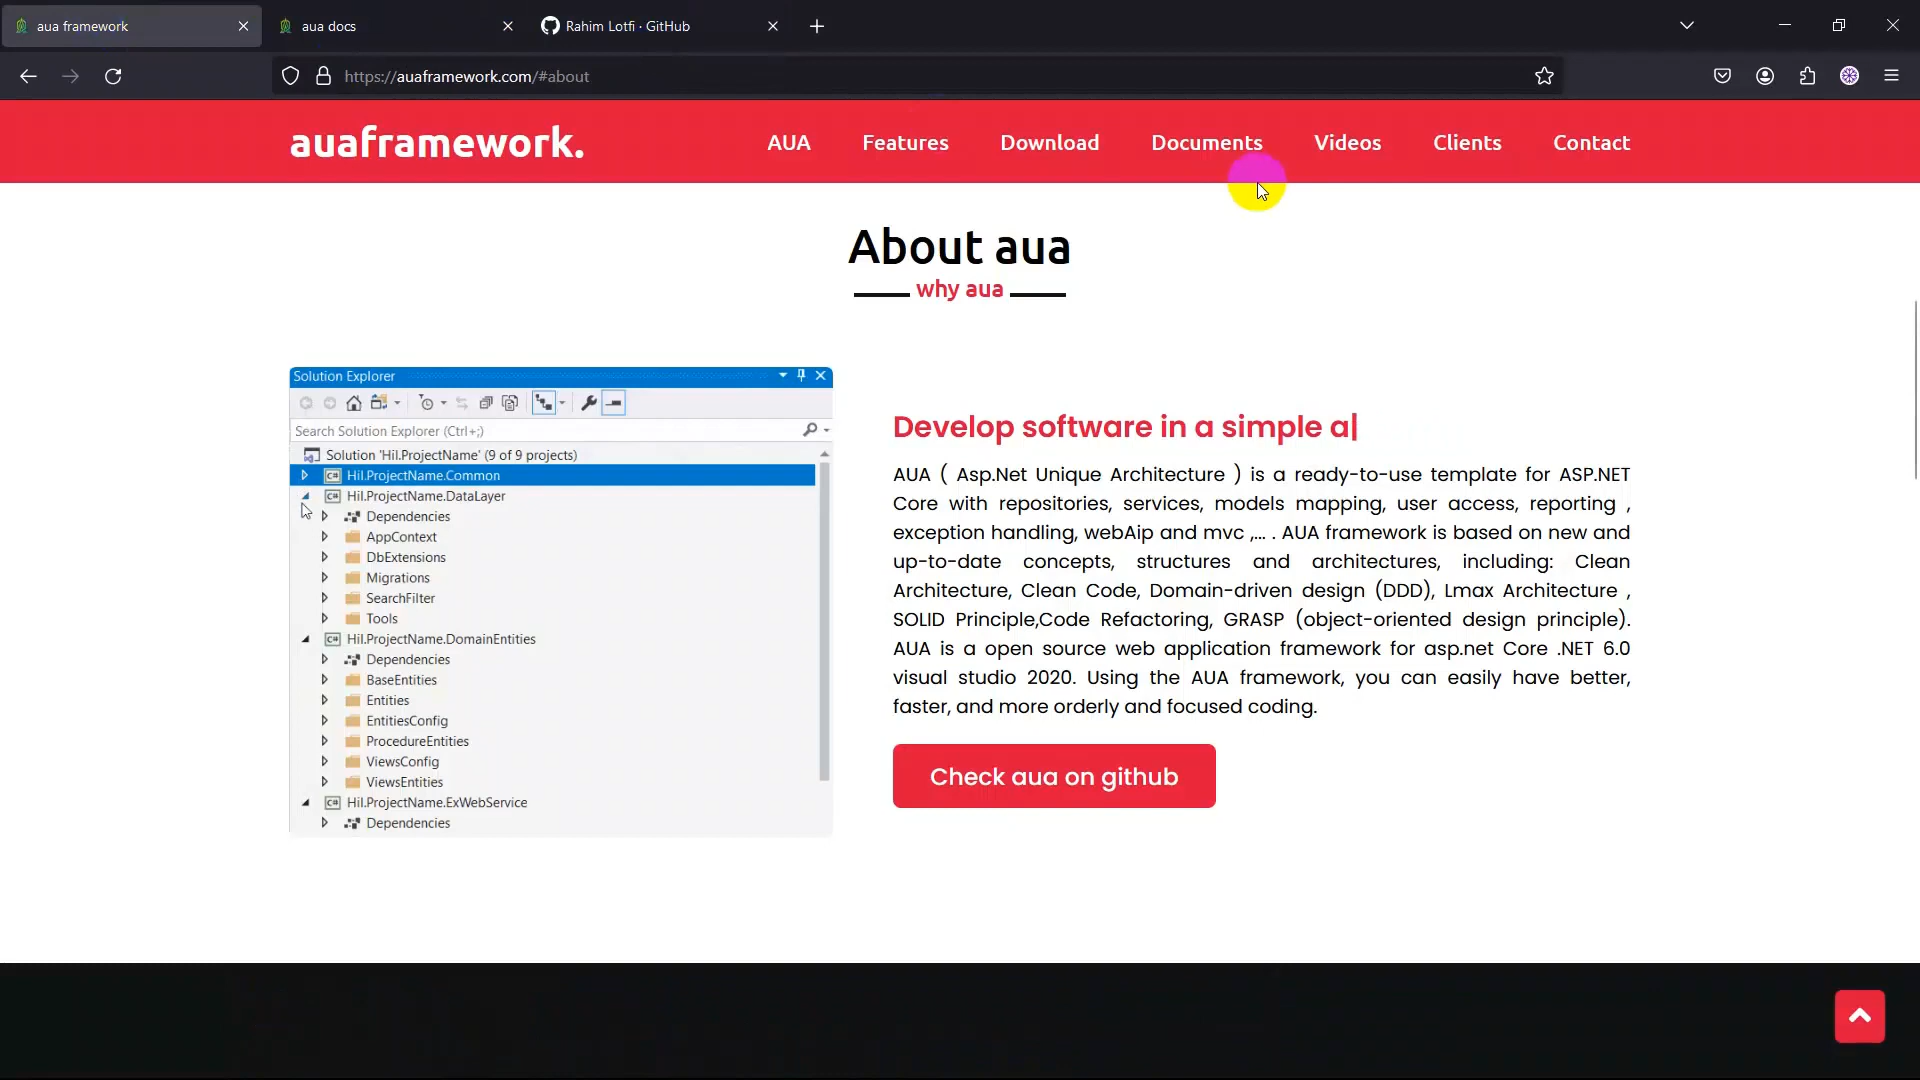 aua framework
aua docs
Rahim Lotfi · GitHub
https://auaframework.com/#about
auaframework.
AUA
Features
Download
Documents
Videos
Clients
Contact
About aua
why aua
Solution Explorer
Search Solution Explorer (Ctrl+;)
Solution 'Hil.ProjectName' (9 of 9 projects)
C# Hil.ProjectName.Common
C# Hil.ProjectName.DataLayer
Dependencies
AppContext
DbExtensions
Migrations
SearchFilter
Tools
C# Hil.ProjectName.DomainEntities
Dependencies
BaseEntities
Entities
EntitiesConfig
ProcedureEntities
ViewsConfig
ViewsEntities
C# Hil.ProjectName.ExWebService
Dependencies
Develop software in a simple a|
AUA ( Asp.Net Unique Architecture ) is a ready-to-use template for ASP.NET
Core with repositories, services, models mapping, user access, reporting ,
exception handling, webAip and mvc ,... . AUA framework is based on new and
up-to-date concepts, structures and architectures, including: Clean
Architecture, Clean Code, Domain-driven design (DDD), Lmax Architecture ,
SOLID Principle,Code Refactoring, GRASP (object-oriented design principle).
AUA is a open source web application framework for asp.net Core .NET 6.0
visual studio 2020. Using the AUA framework, you can easily have better,
faster, and more orderly and focused coding.
Check aua on github